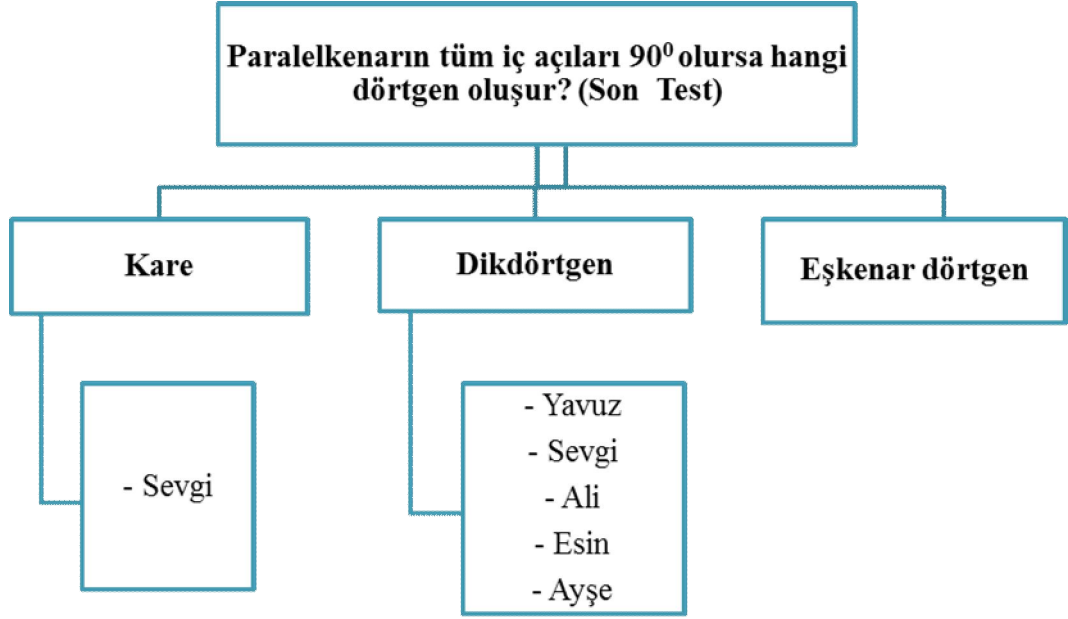 Paralelkenarın tüm iç açıları 90⁰ olursa hangi
dörtgen oluşur? (Son Test)
Kare
Dikdörtgen
Eşkenar dörtgen
- Sevgi
- Yavuz
- Sevgi
- Ali
- Esin
- Ayşe